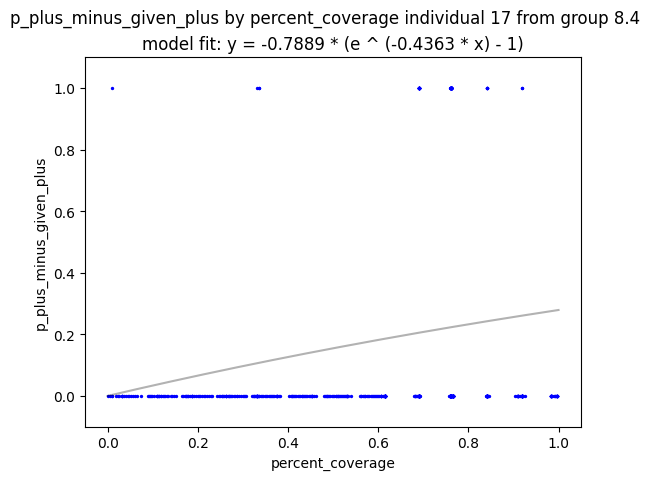 p_plus_minus_given_plus by percent_coverage individual 17 from group 8.4
model fit: y = -0.7889 * (e ^ (-0.4363 * x) - 1)
1.0
0.8
0.6
0.4
0.2
0.0
p_plus_minus_given_plus
0.0 0.2 0.4 0.6 0.8 1.0
percent_coverage